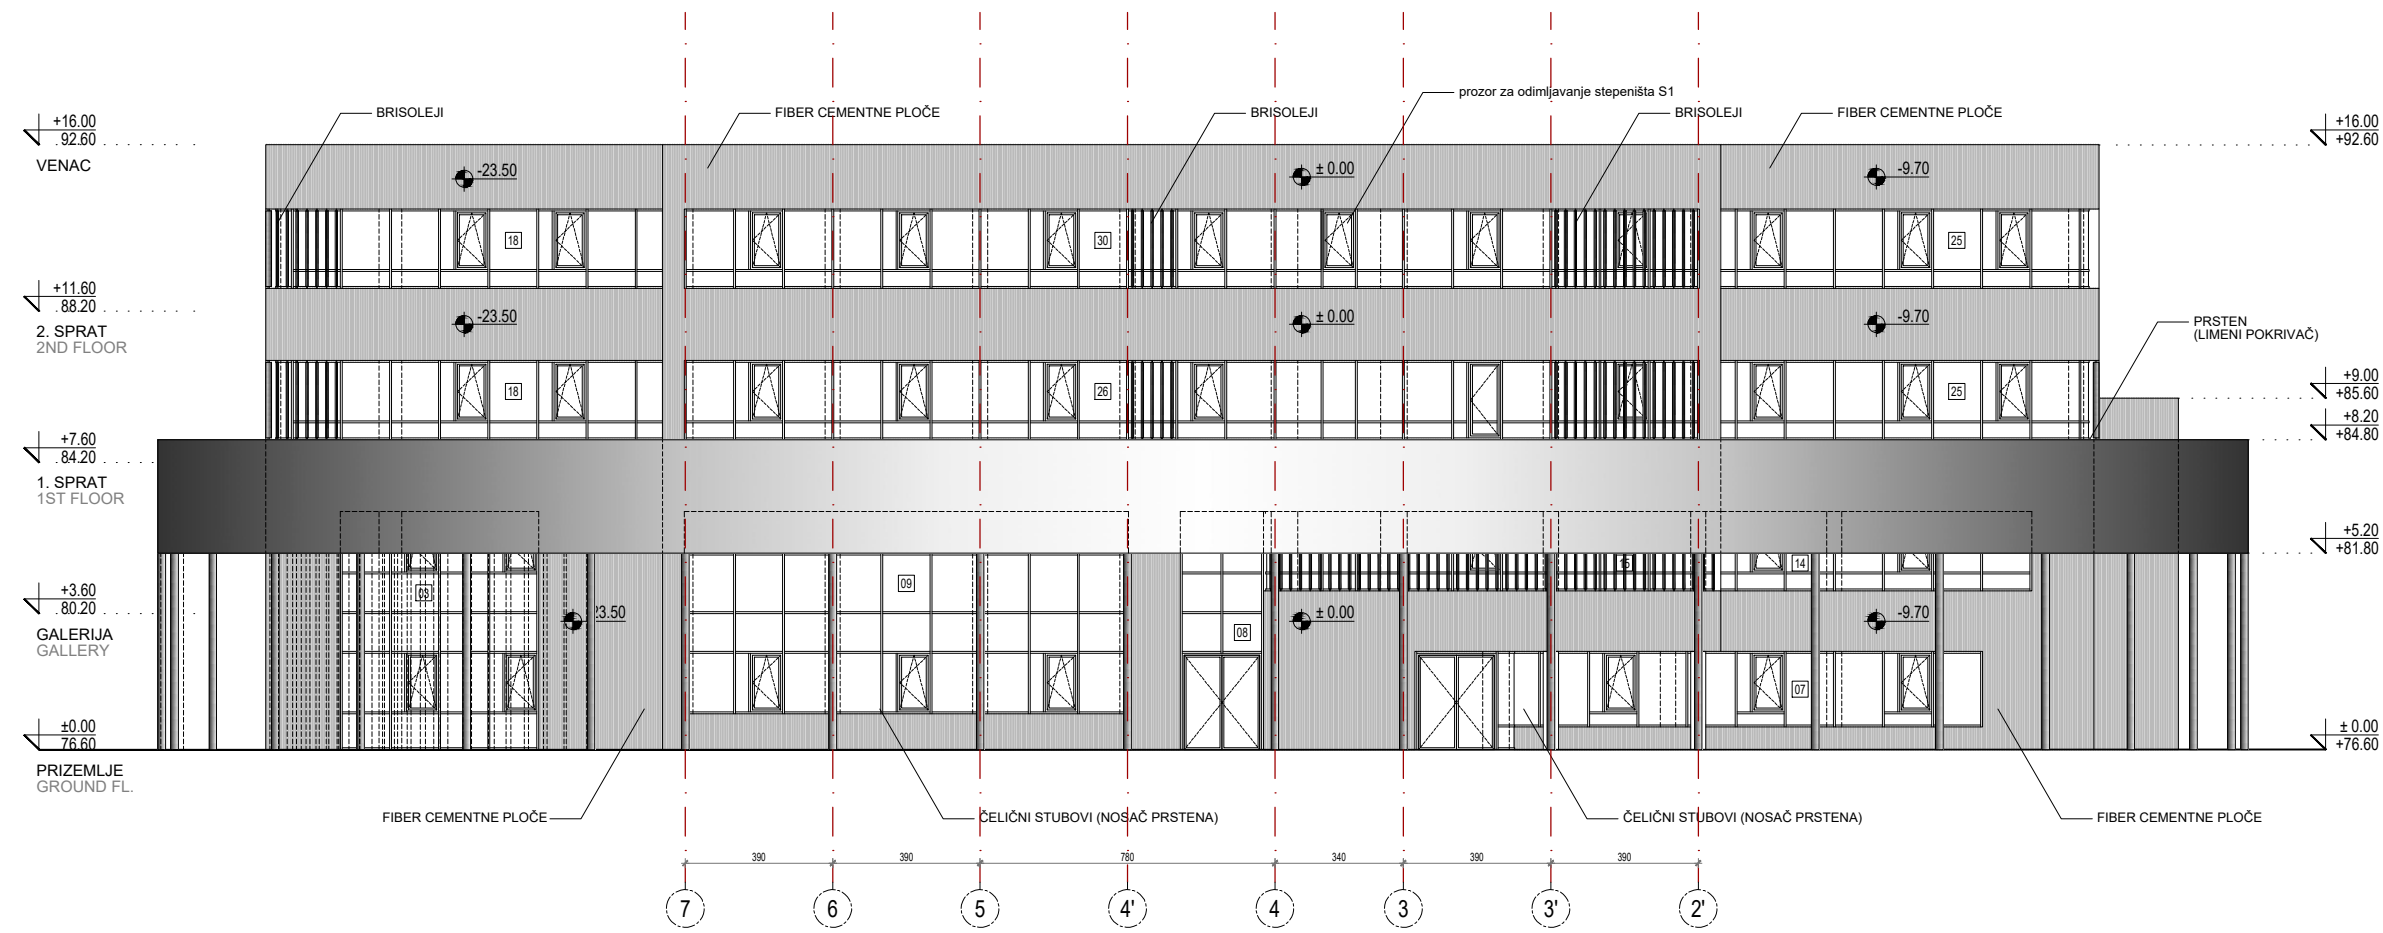 prozor za odimljavanje stepeništa S1
BRISOLEJI
FIBER CEMENTNE PLOČE
BRISOLEJI
BRISOLEJI
FIBER CEMENTNE PLOČE
+16.00
92.60
VENAC
+16.00
+92.60
-23.50
± 0.00
-9.70
18
30
25
+11.60
88.20
2. SPRAT
2ND FLOOR
-23.50
± 0.00
-9.70
PRSTEN
(LIMENI POKRIVAČ)
18
26
25
+9.00
+85.60
+8.20
+84.80
+7.60
84.20
1. SPRAT
1ST FLOOR
+5.20
+81.80
03
09
15
14
+3.60
80.20
GALERIJA
GALLERY
23.50
08
± 0.00
-9.70
07
±0.00
76.60
PRIZEMLJE
GROUND FL.
± 0.00
+76.60
FIBER CEMENTNE PLOČE
ČELIČNI STUBOVI (NOSAČ PRSTENA)
ČELIČNI STUBOVI (NOSAČ PRSTENA)
FIBER CEMENTNE PLOČE
390
390
780
340
390
390
7
6
5
4'
4
3
3'
2'